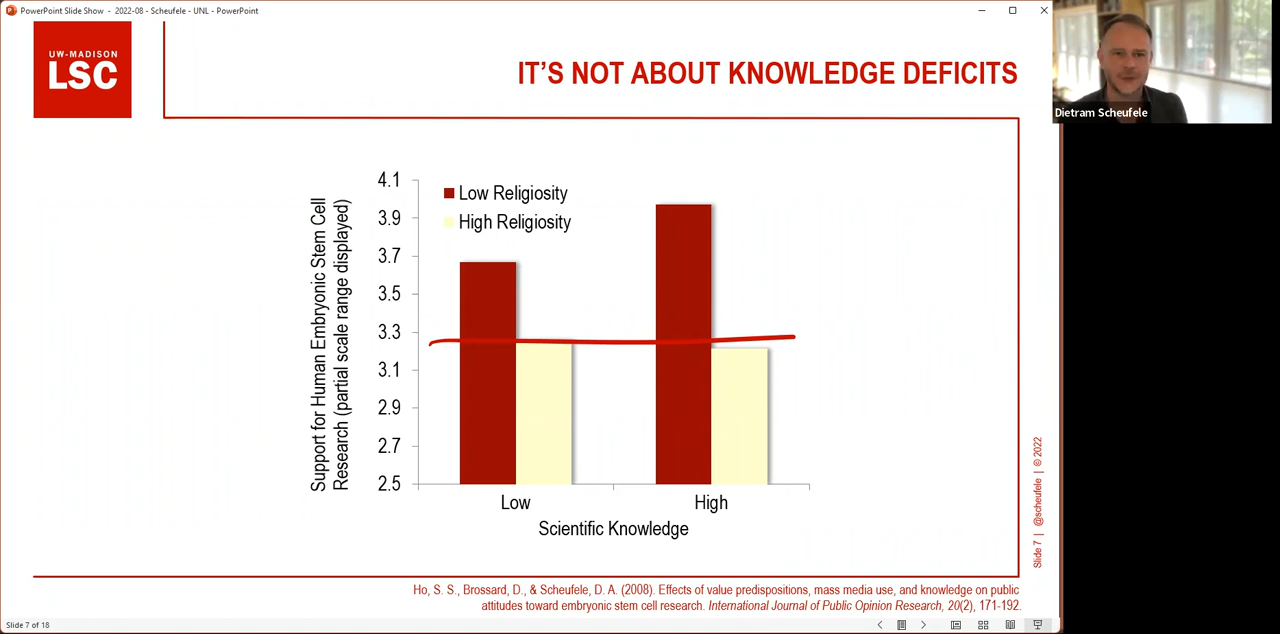 PowerPoint Slide Show - 2022-08 - Scheufele - UNL - PowerPoint
UW-MADISON
LSC
IT'S NOT ABOUT KNOWLEDGE DEFICITS
Dietram Scheufele
Support for Human Embryonic Stem Cell
Research (partial scale range displayed)
4.1
3.9
3.7
3.5
3.3
3.1
2.9
2.7
2.5
Low Religiosity
High Religiosity
Low
High
Scientific Knowledge
Slide 7 | @scheufele | © 2022
Ho, S. S., Brossard, D., & Scheufele, D. A. (2008). Effects of value predispositions, mass media use, and knowledge on public
attitudes toward embryonic stem cell research. International Journal of Public Opinion Research, 20(2), 171-192.
Slide 7 of 18